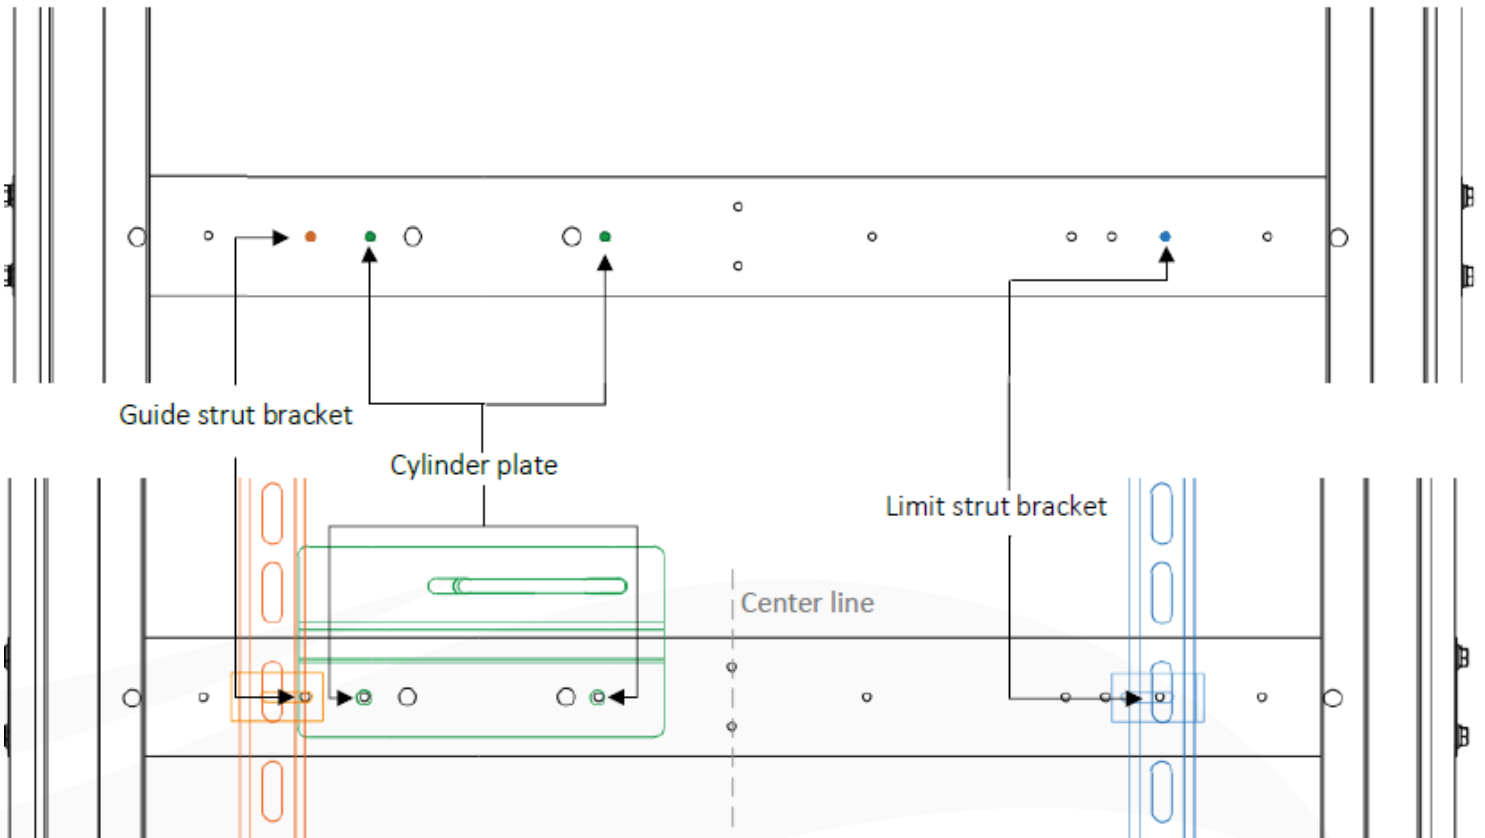 Guide strut bracket
Cylinder plate
Limit strut bracket
Center line